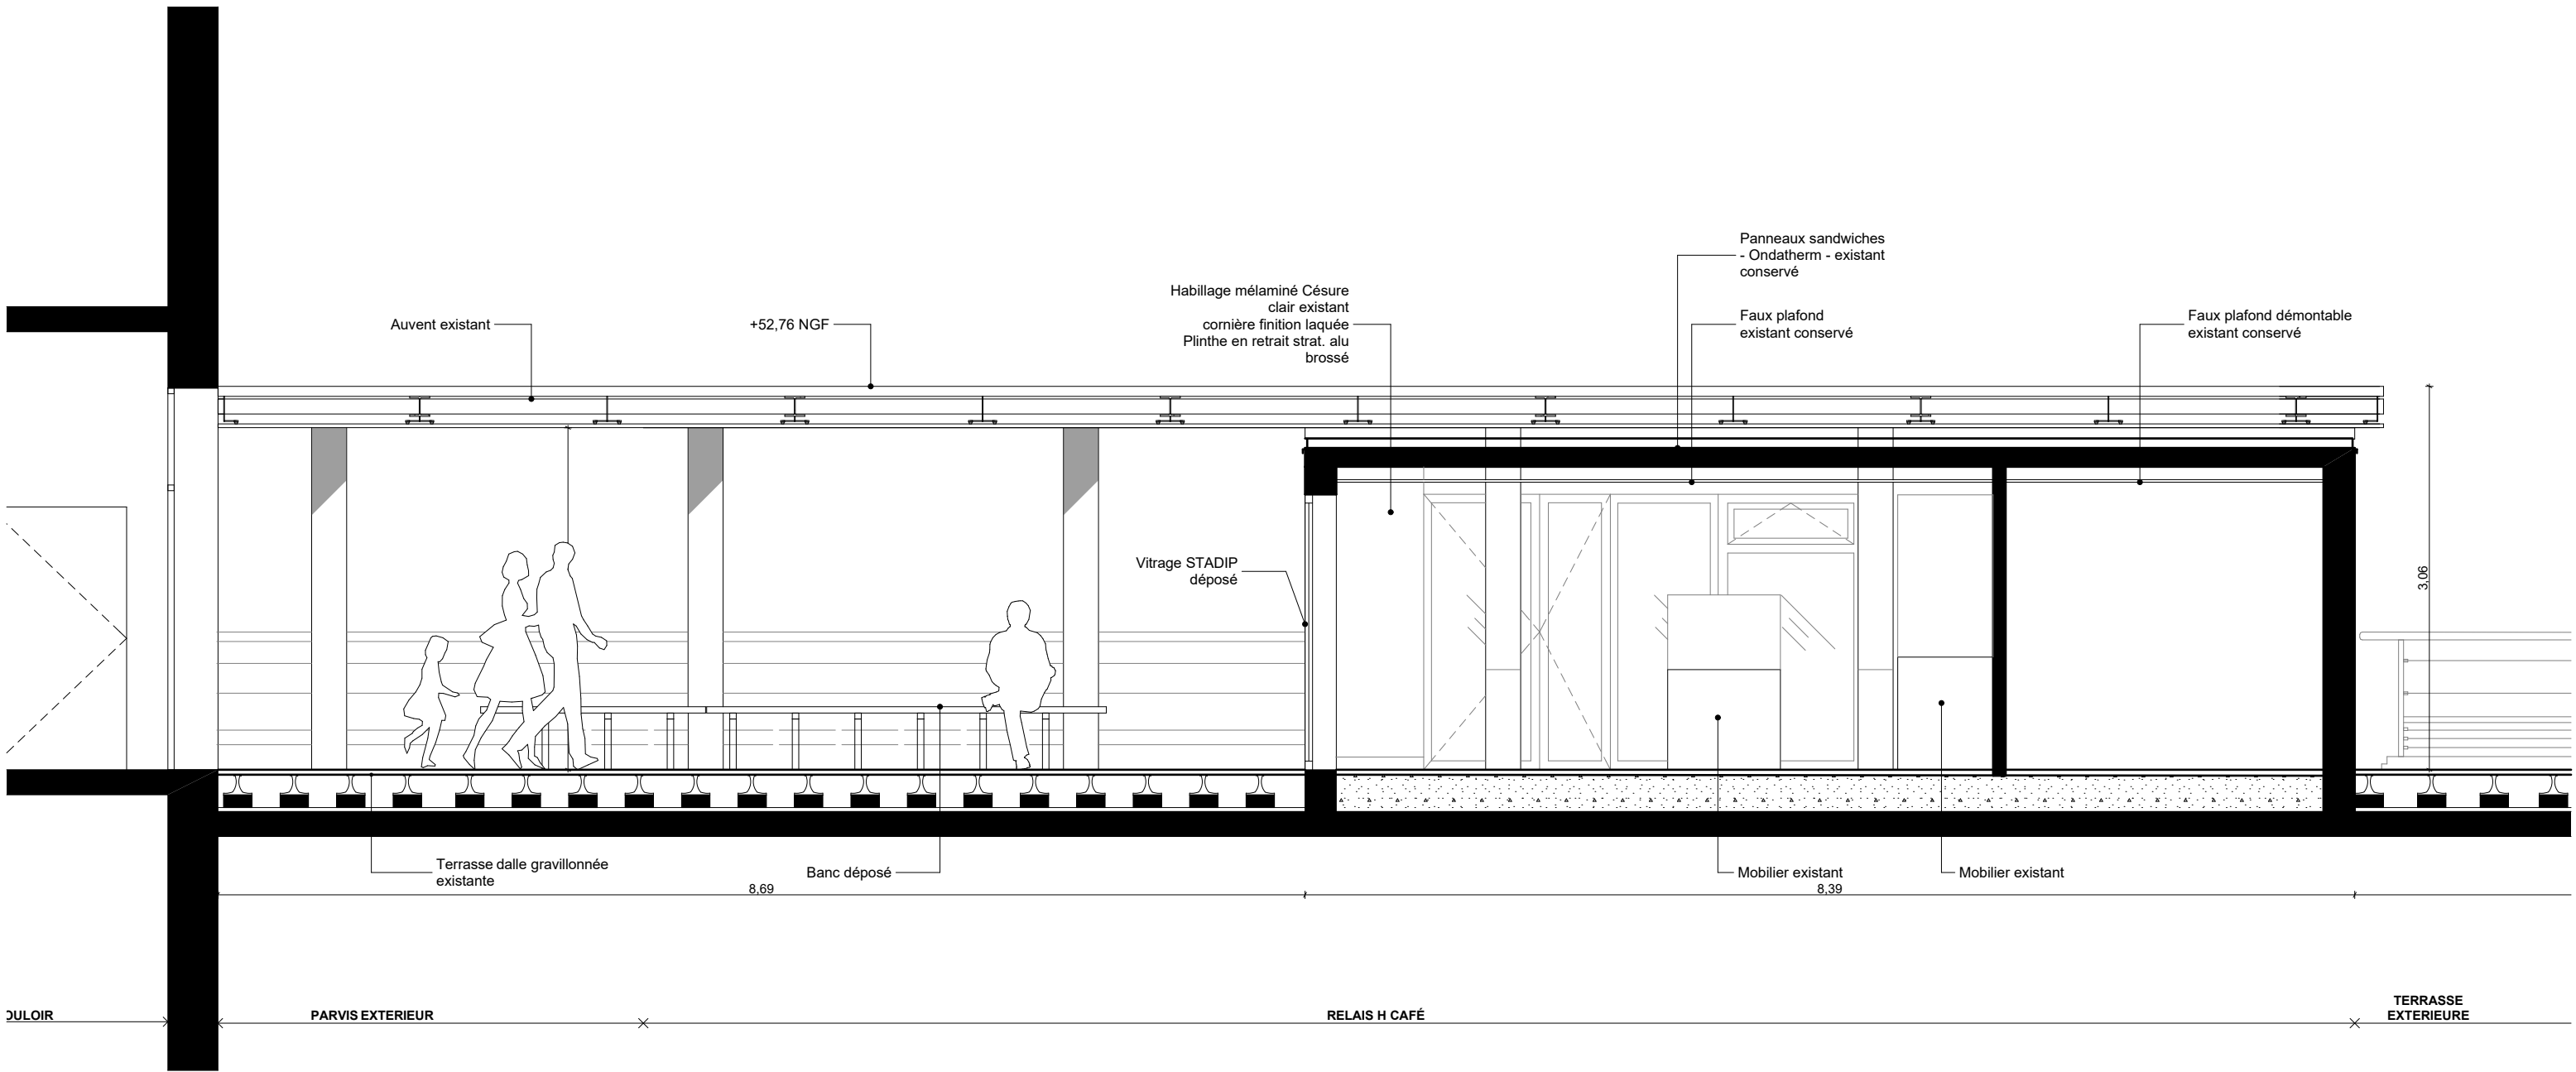 Panneaux sandwiches
- Ondatherm - existant
conservé
Habillage mélaminé Césure
clair existant
cornière finition laquée
Plinthe en retrait strat. alu
brossé
Auvent existant
+52,76 NGF
Faux plafond
existant conservé
Faux plafond démontable
existant conservé
Vitrage STADIP
déposé
3,06
Terrasse dalle gravillonnée
existante
Banc déposé
Mobilier existant
Mobilier existant
8,69
8,39
OULOIR
PARVIS EXTERIEUR
RELAIS H CAFÉ
TERRASSE
EXTERIEURE